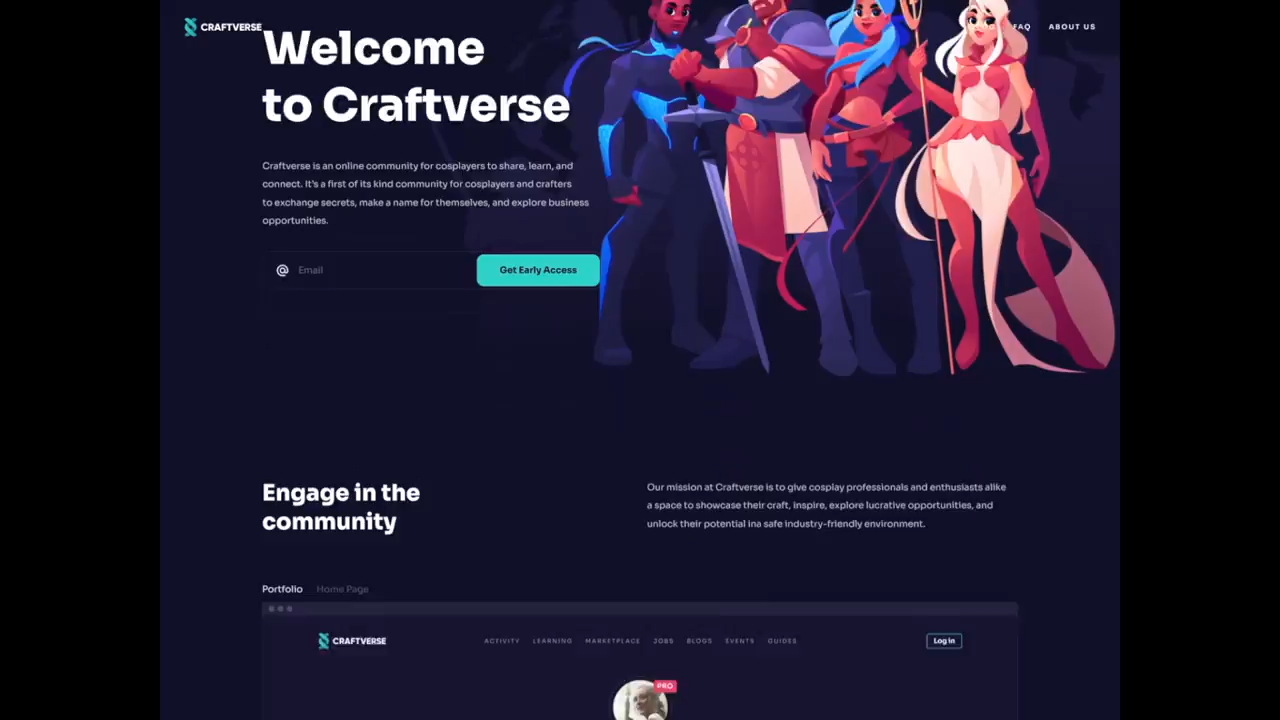 CRAFTVERSE
FAQ
ABOUT US
Welcome
to Craftverse
Craftverse is an online community for cosplayers to share, learn, and
connect. It's a first of its kind community for cosplayers and crafters
to exchange secrets, make a name for themselves, and explore business
opportunities.
@ Email
Get Early Access
Engage in the
community
Our mission at Craftverse is to give cosplay professionals and enthusiasts alike
a space to showcase their craft, inspire, explore lucrative opportunities, and
unlock their potential ina safe industry-friendly environment.
Portfolio
Home Page
CRAFTVERSE
ACTIVITY
LEARNING
MARKETPLACE
JOBS
BLOGS
EVENTS
GUIDES
Log in
PRO